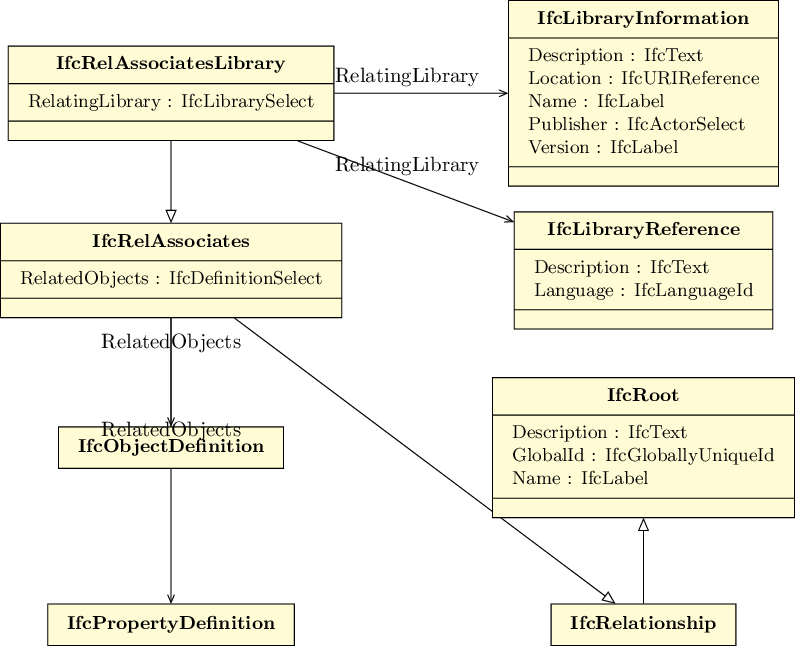 IfcLibraryInformation
Description : IfcText
Location : IfcURIReference
Name : IfcLabel
Publisher : IfcActorSelect
Version : IfcLabel
IfcRelAssociatesLibrary
RelatingLibrary : IfcLibrarySelect
RelatingLibrary
RelatingLibrary
IfcRelAssociates
RelatedObjects : IfcDefinitionSelect
IfcLibraryReference
Description : IfcText
Language : IfcLanguageId
RelatedObjects
RelatedObjects
IfcObjectDefinition
IfcRoot
Description : IfcText
GlobalId : IfcGloballyUniqueId
Name : IfcLabel
IfcPropertyDefinition
IfcRelationship